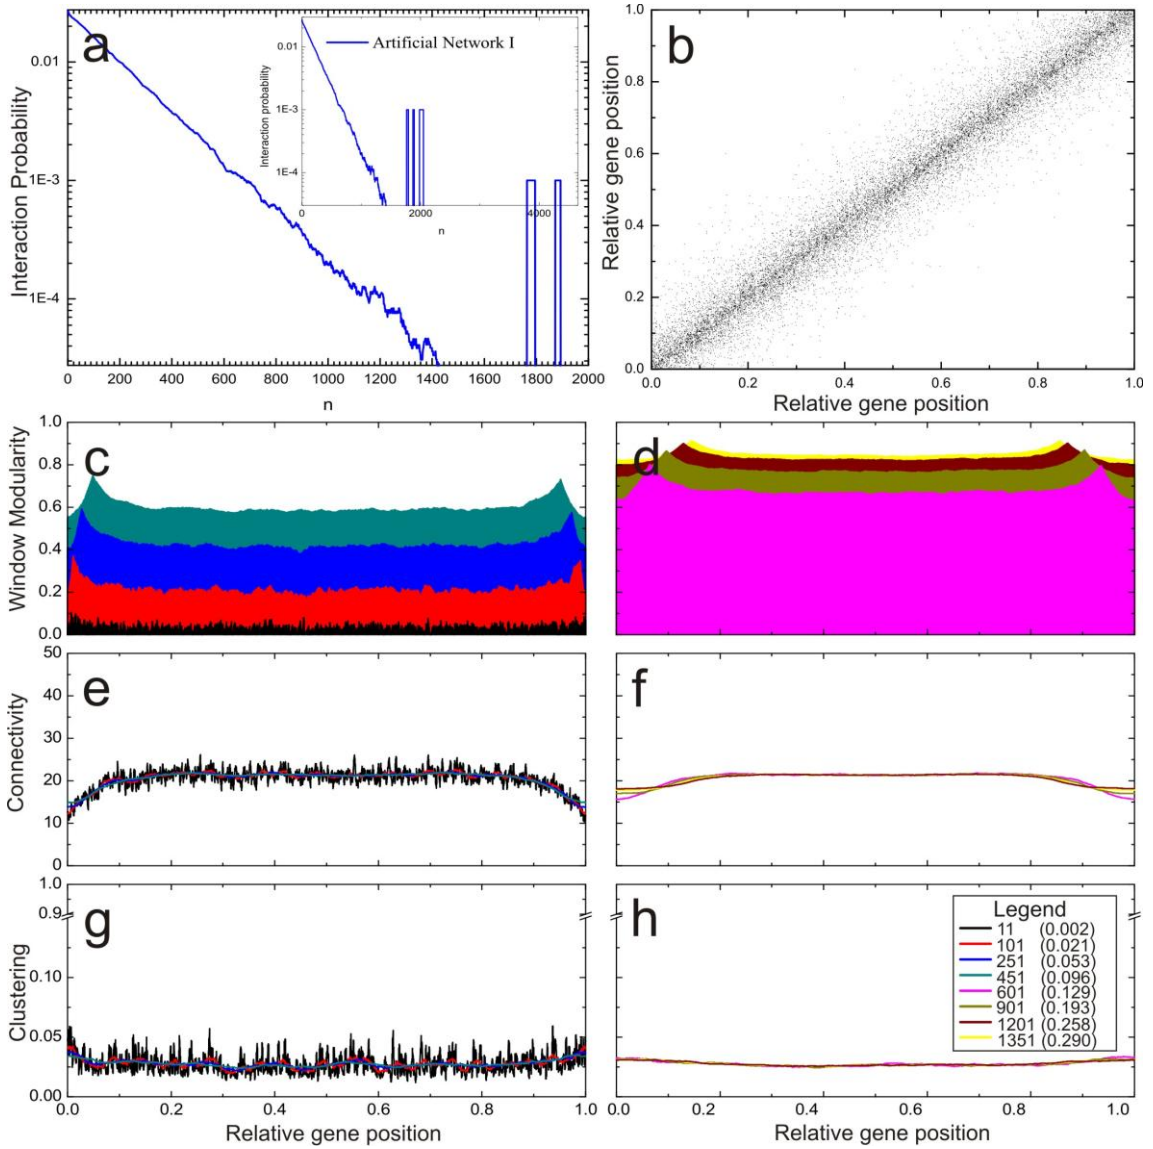 a
Artificial Network I
Interaction probability
0.01
1E-3
1E-4
0 2000 4000
n
Interaction Probability
0.01
1E-3
1E-4
0 200 400 600 800 1000 1200 1400 1600 1800 2000
n
b
Relative gene position
1.0
0.8
0.6
0.4
0.2
0.0
0.0 0.2 0.4 0.6 0.8 1.0
Relative gene position
c
Window Modularity
1.0
0.8
0.6
0.4
0.2
0.0
d
e
Connectivity
50
40
30
20
10
0
f
g
Clustering
1.0
0.9
0.10
0.05
0.00
0.0 0.2 0.4 0.6 0.8 1.0
Relative gene position
h
Legend
11 (0.002)
101 (0.021)
251 (0.053)
451 (0.096)
601 (0.129)
901 (0.193)
1201 (0.258)
1351 (0.290)
0.0 0.2 0.4 0.6 0.8 1.0
Relative gene position